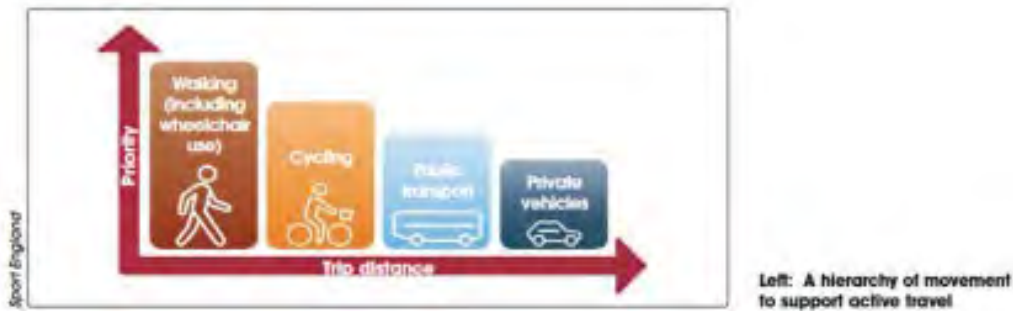 Priority
Walking
(including
wheelchair
use)
Cycling
Public
transport
Private
vehicles
Trip distance
Sport England
Left: A hierarchy of movement
to support active travel